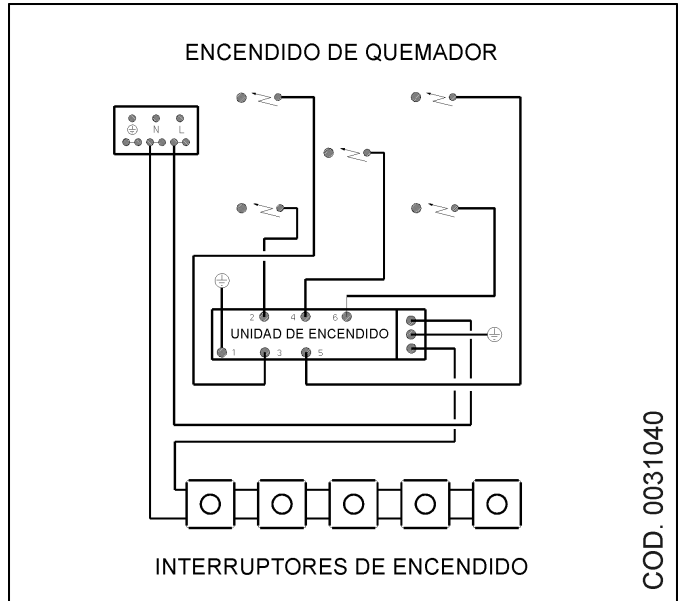 ENCENDIDO DE QUEMADOR
N L
2 4 6
UNIDAD DE ENCENDIDO
1 3 5
INTERRUPTORES DE ENCENDIDO
COD. 0031040